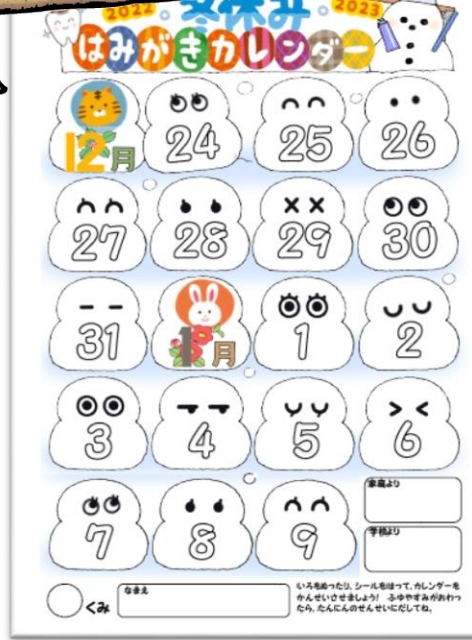 2022 冬休み 2023
はみがきカレンダー
12月 24 25 26
27 28 29 30
31 1月 1 2
3 4 5 6
7 8 9
家庭より
学校より
くみ
なまえ
いろをぬったり、シールをはって、カレンダーを
かんせいさせましょう! ふゆやすみがおわっ
たら、たんにんのせんせいにだしてね。